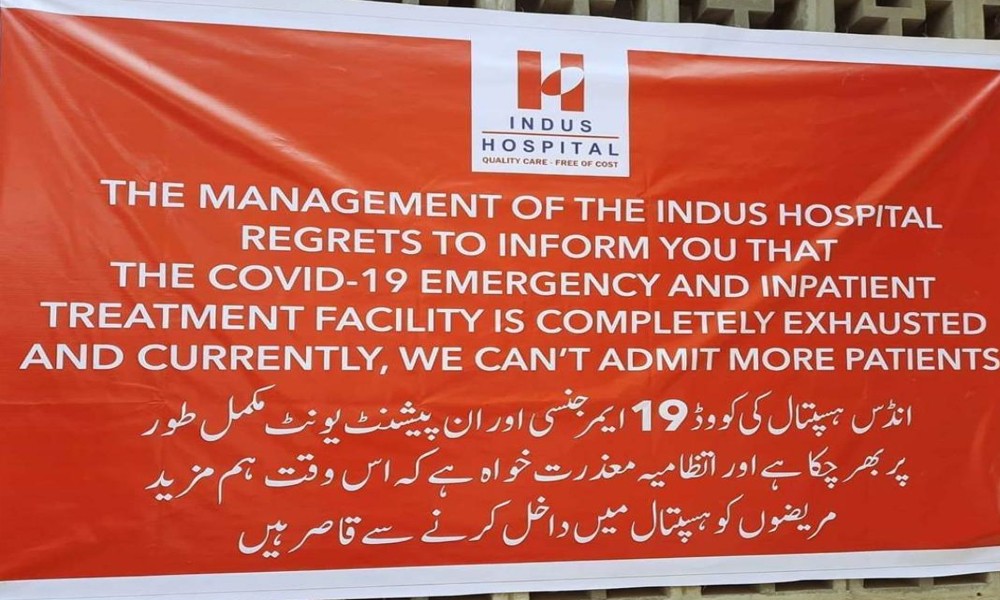 INDUS
HOSPITAL
QUALITY CARE - FREE OF COST
THE MANAGEMENT OF THE INDUS HOSPITAL
REGRETS TO INFORM YOU THAT
THE COVID-19 EMERGENCY AND INPATIENT
TREATMENT FACILITY IS COMPLETELY EXHAUSTED
AND CURRENTLY, WE CAN'T ADMIT MORE PATIENTS
انڈس ہسپتال کی کووڈ 19 ایمرجنسی اور ان پیشنٹ یونٹ مکمل طور
پر بھر چکا ہے اور انتظامیہ معذرت خواہ ہے کہ اس وقت ہم مزید
مریضوں کو ہسپتال میں داخل کرنے سے قاصر ہیں